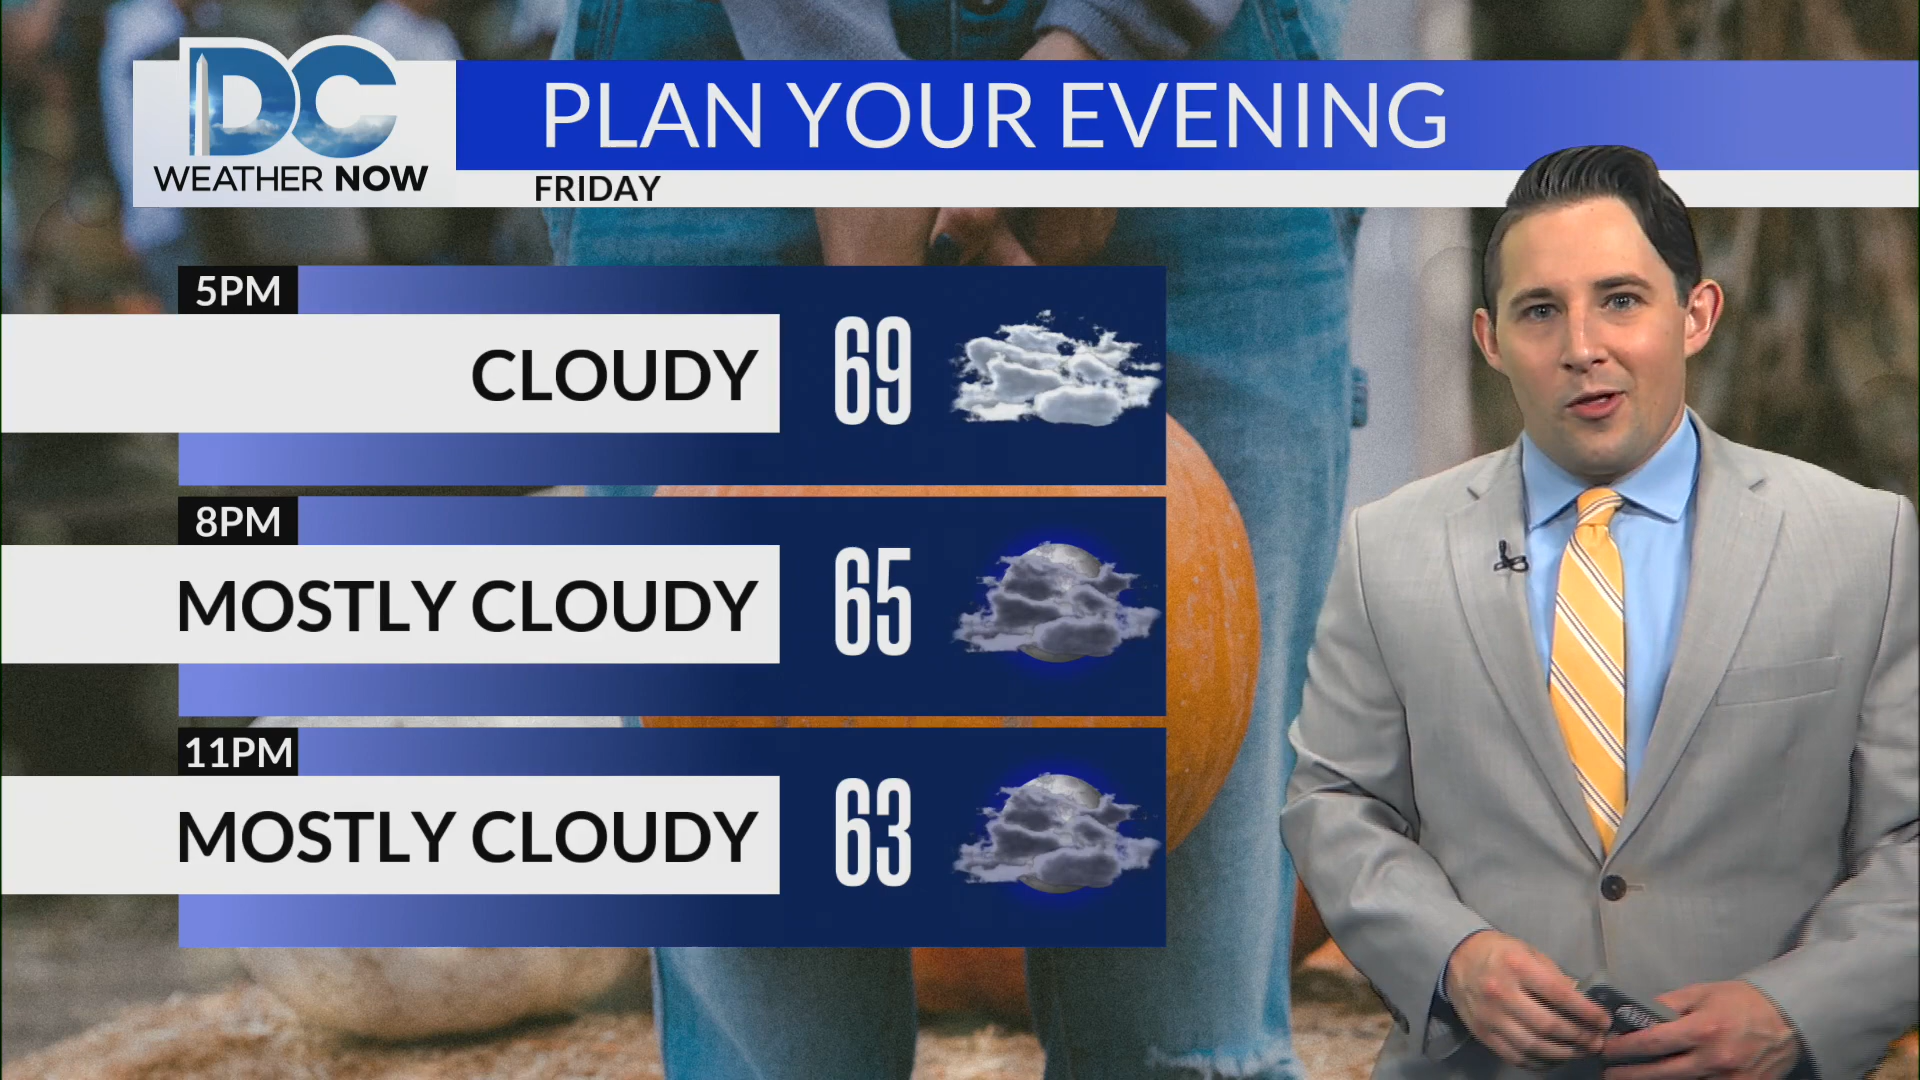 DC
WEATHER NOW
PLAN YOUR EVENING
FRIDAY
5PM
CLOUDY 69
8PM
MOSTLY CLOUDY 65
11PM
MOSTLY CLOUDY 63